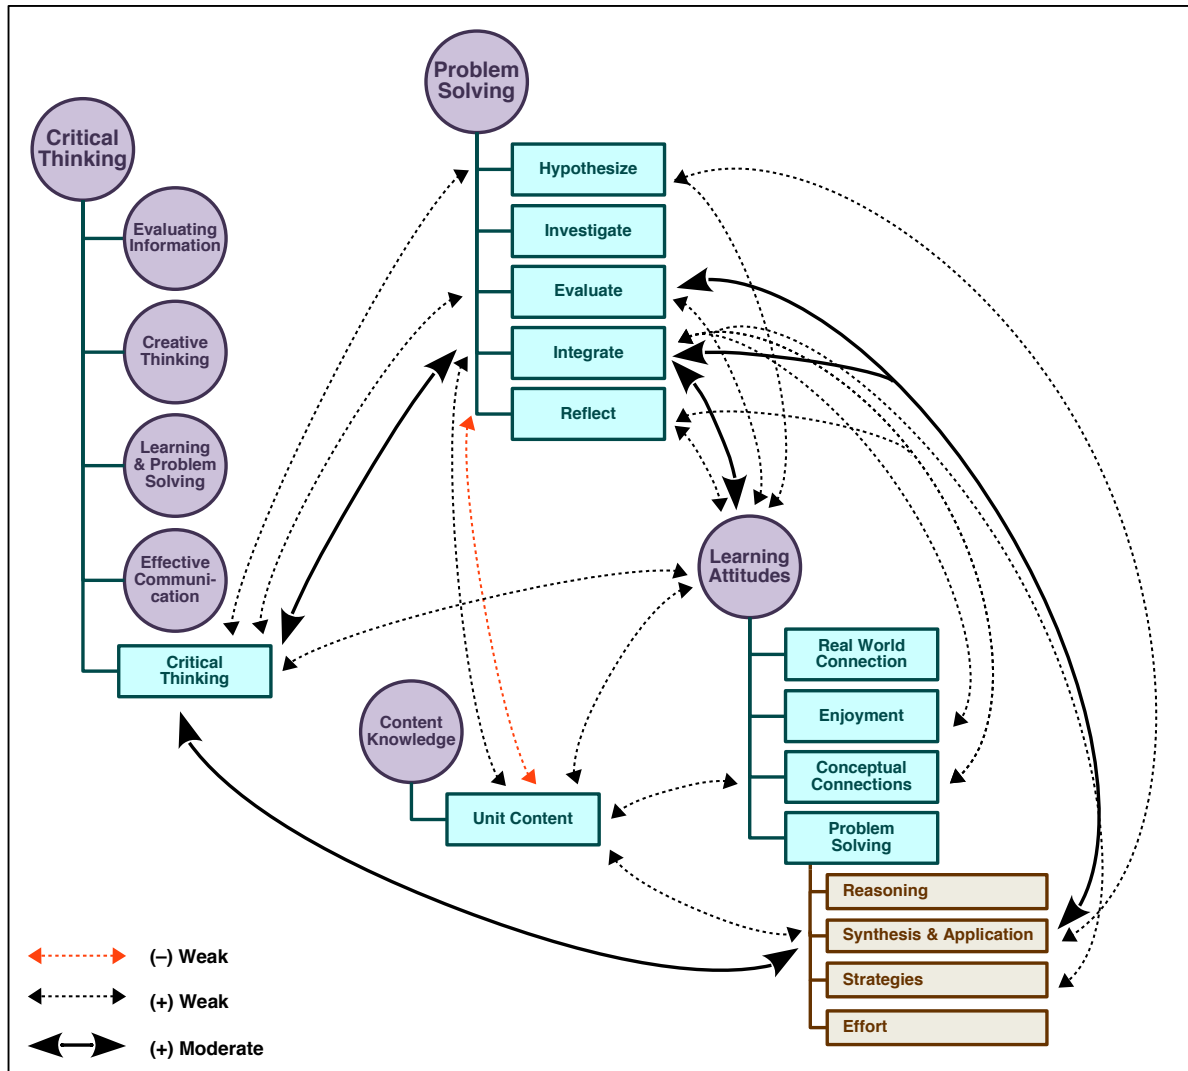 Problem
Solving
Critical
Thinking
Hypothesize
Evaluating
Information
Investigate
Evaluate
Creative
Thinking
Integrate
Reflect
Learning
& Problem
Solving
Effective
Communi-
cation
Learning
Attitudes
Critical
Thinking
Real World
Connection
Content
Knowledge
Enjoyment
Conceptual
Connections
Unit Content
Problem
Solving
Reasoning
Synthesis & Application
Strategies
Effort
(–) Weak
(+) Weak
(+) Moderate